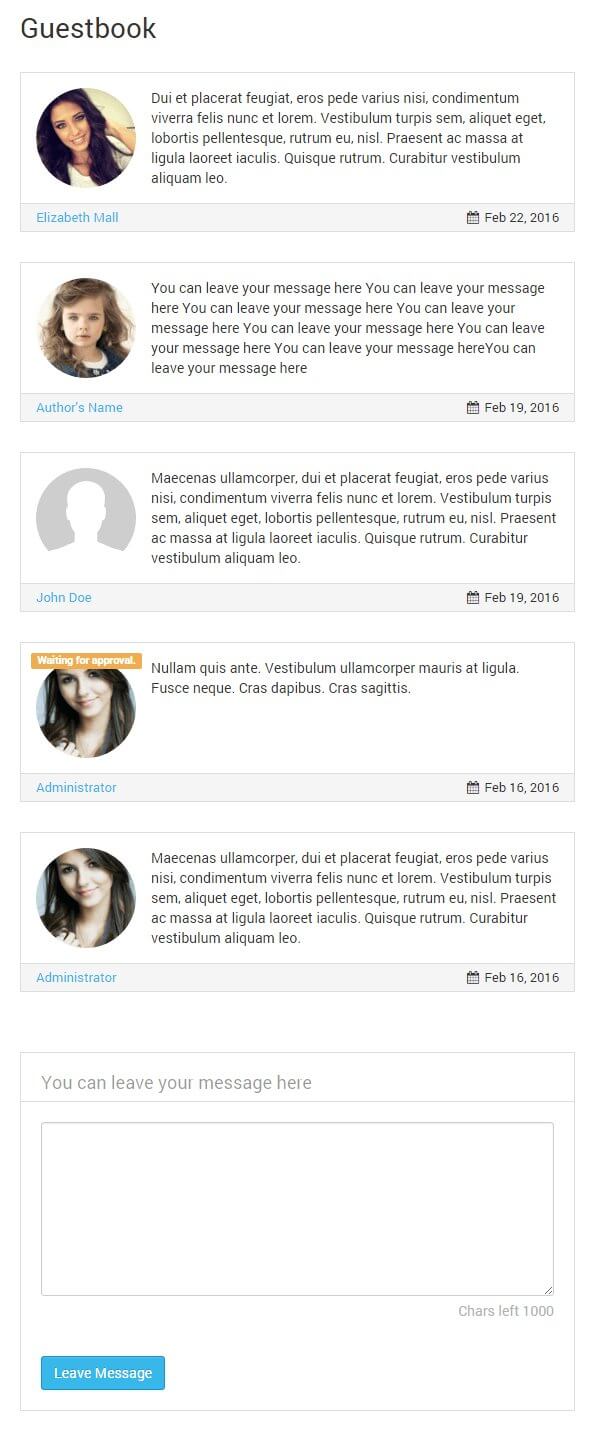 Guestbook
Dui et placerat feugiat, eros pede varius nisi, condimentum
viverra felis nunc et lorem. Vestibulum turpis sem, aliquet eget,
lobortis pellentesque, rutrum eu, nisl. Praesent ac massa at
ligula laoreet iaculis. Quisque rutrum. Curabitur vestibulum
aliquam leo.
Elizabeth Mall
Feb 22, 2016
You can leave your message here You can leave your message
here You can leave your message here You can leave your
message here You can leave your message here You can leave
your message here You can leave your message hereYou can
leave your message here
Author's Name
Feb 19, 2016
Maecenas ullamcorper, dui et placerat feugiat, eros pede varius
nisi, condimentum viverra felis nunc et lorem. Vestibulum turpis
sem, aliquet eget, lobortis pellentesque, rutrum eu, nisl. Praesent
ac massa at ligula laoreet iaculis. Quisque rutrum. Curabitur
vestibulum aliquam leo.
John Doe
Feb 19, 2016
Waiting for approval.
Nullam quis ante. Vestibulum ullamcorper mauris at ligula.
Fusce neque. Cras dapibus. Cras sagittis.
Administrator
Feb 16, 2016
Maecenas ullamcorper, dui et placerat feugiat, eros pede varius
nisi, condimentum viverra felis nunc et lorem. Vestibulum turpis
sem, aliquet eget, lobortis pellentesque, rutrum eu, nisl. Praesent
ac massa at ligula laoreet iaculis. Quisque rutrum. Curabitur
vestibulum aliquam leo.
Administrator
Feb 16, 2016
You can leave your message here
Chars left 1000
Leave Message